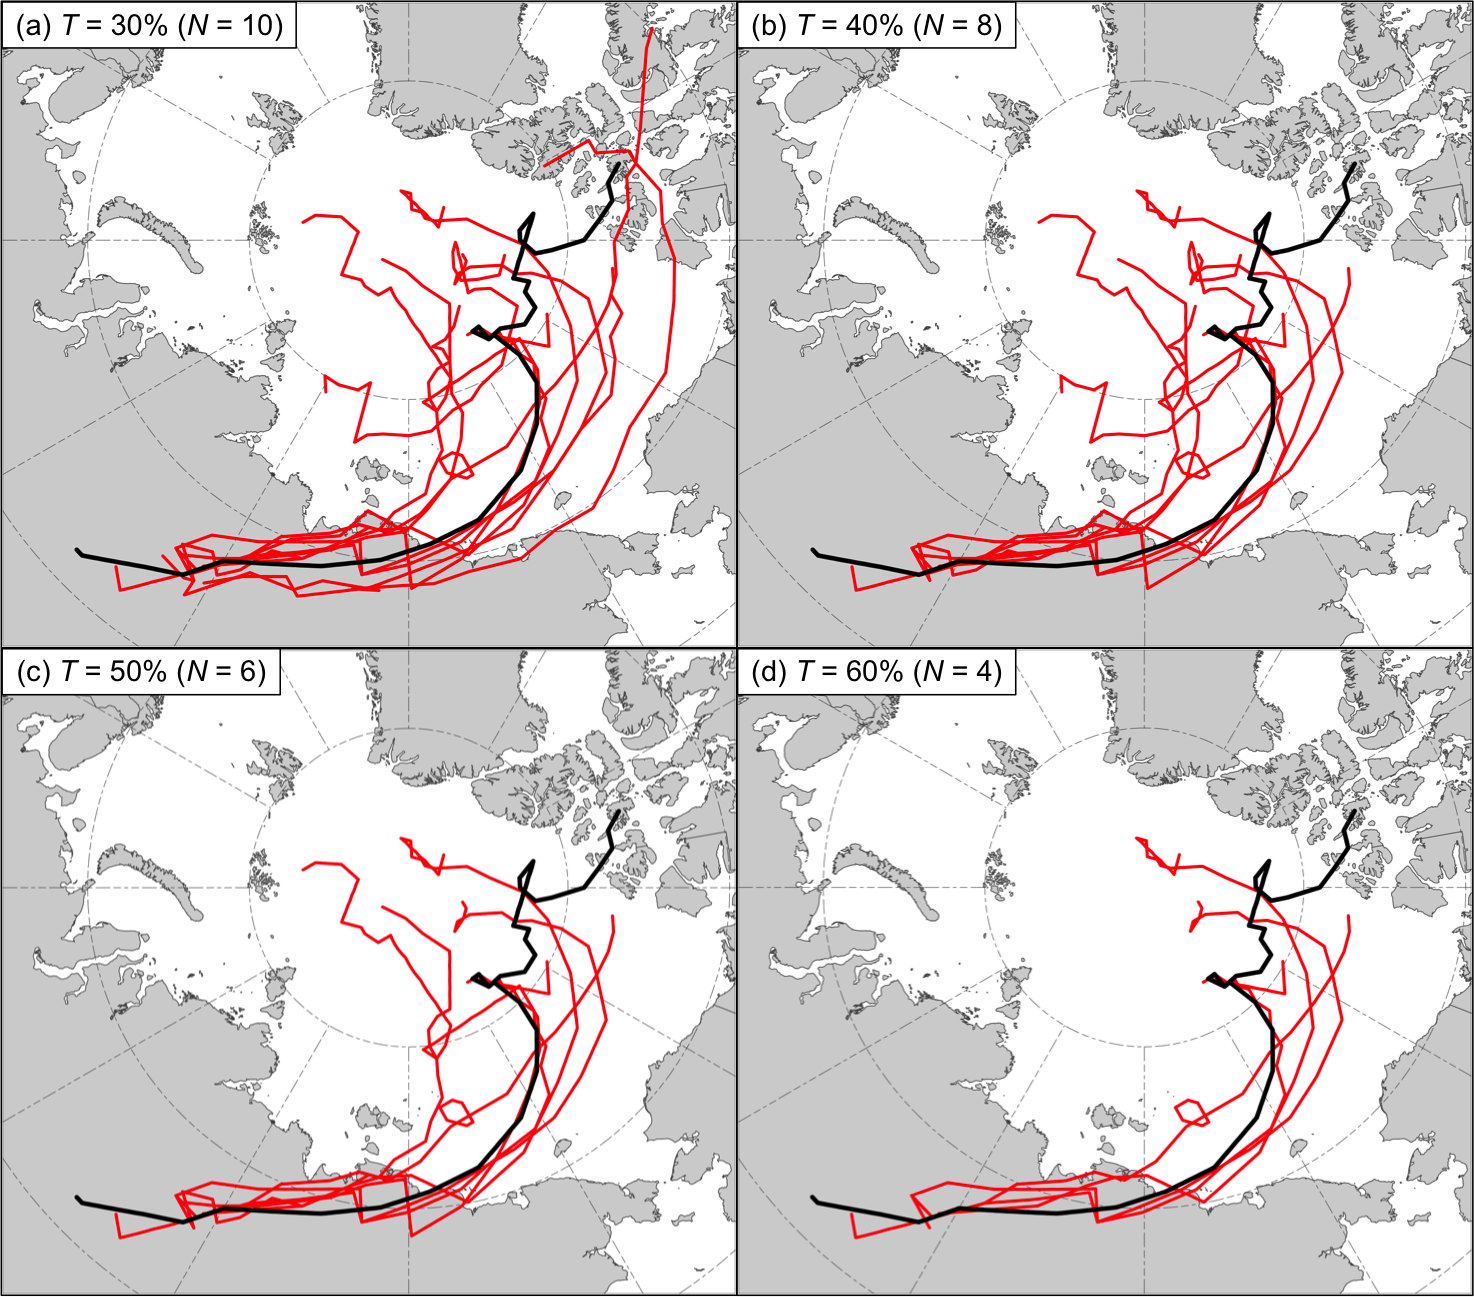 (a) T = 30% (N = 10)
(b) T = 40% (N = 8)
(c) T = 50% (N = 6)
(d) T = 60% (N = 4)